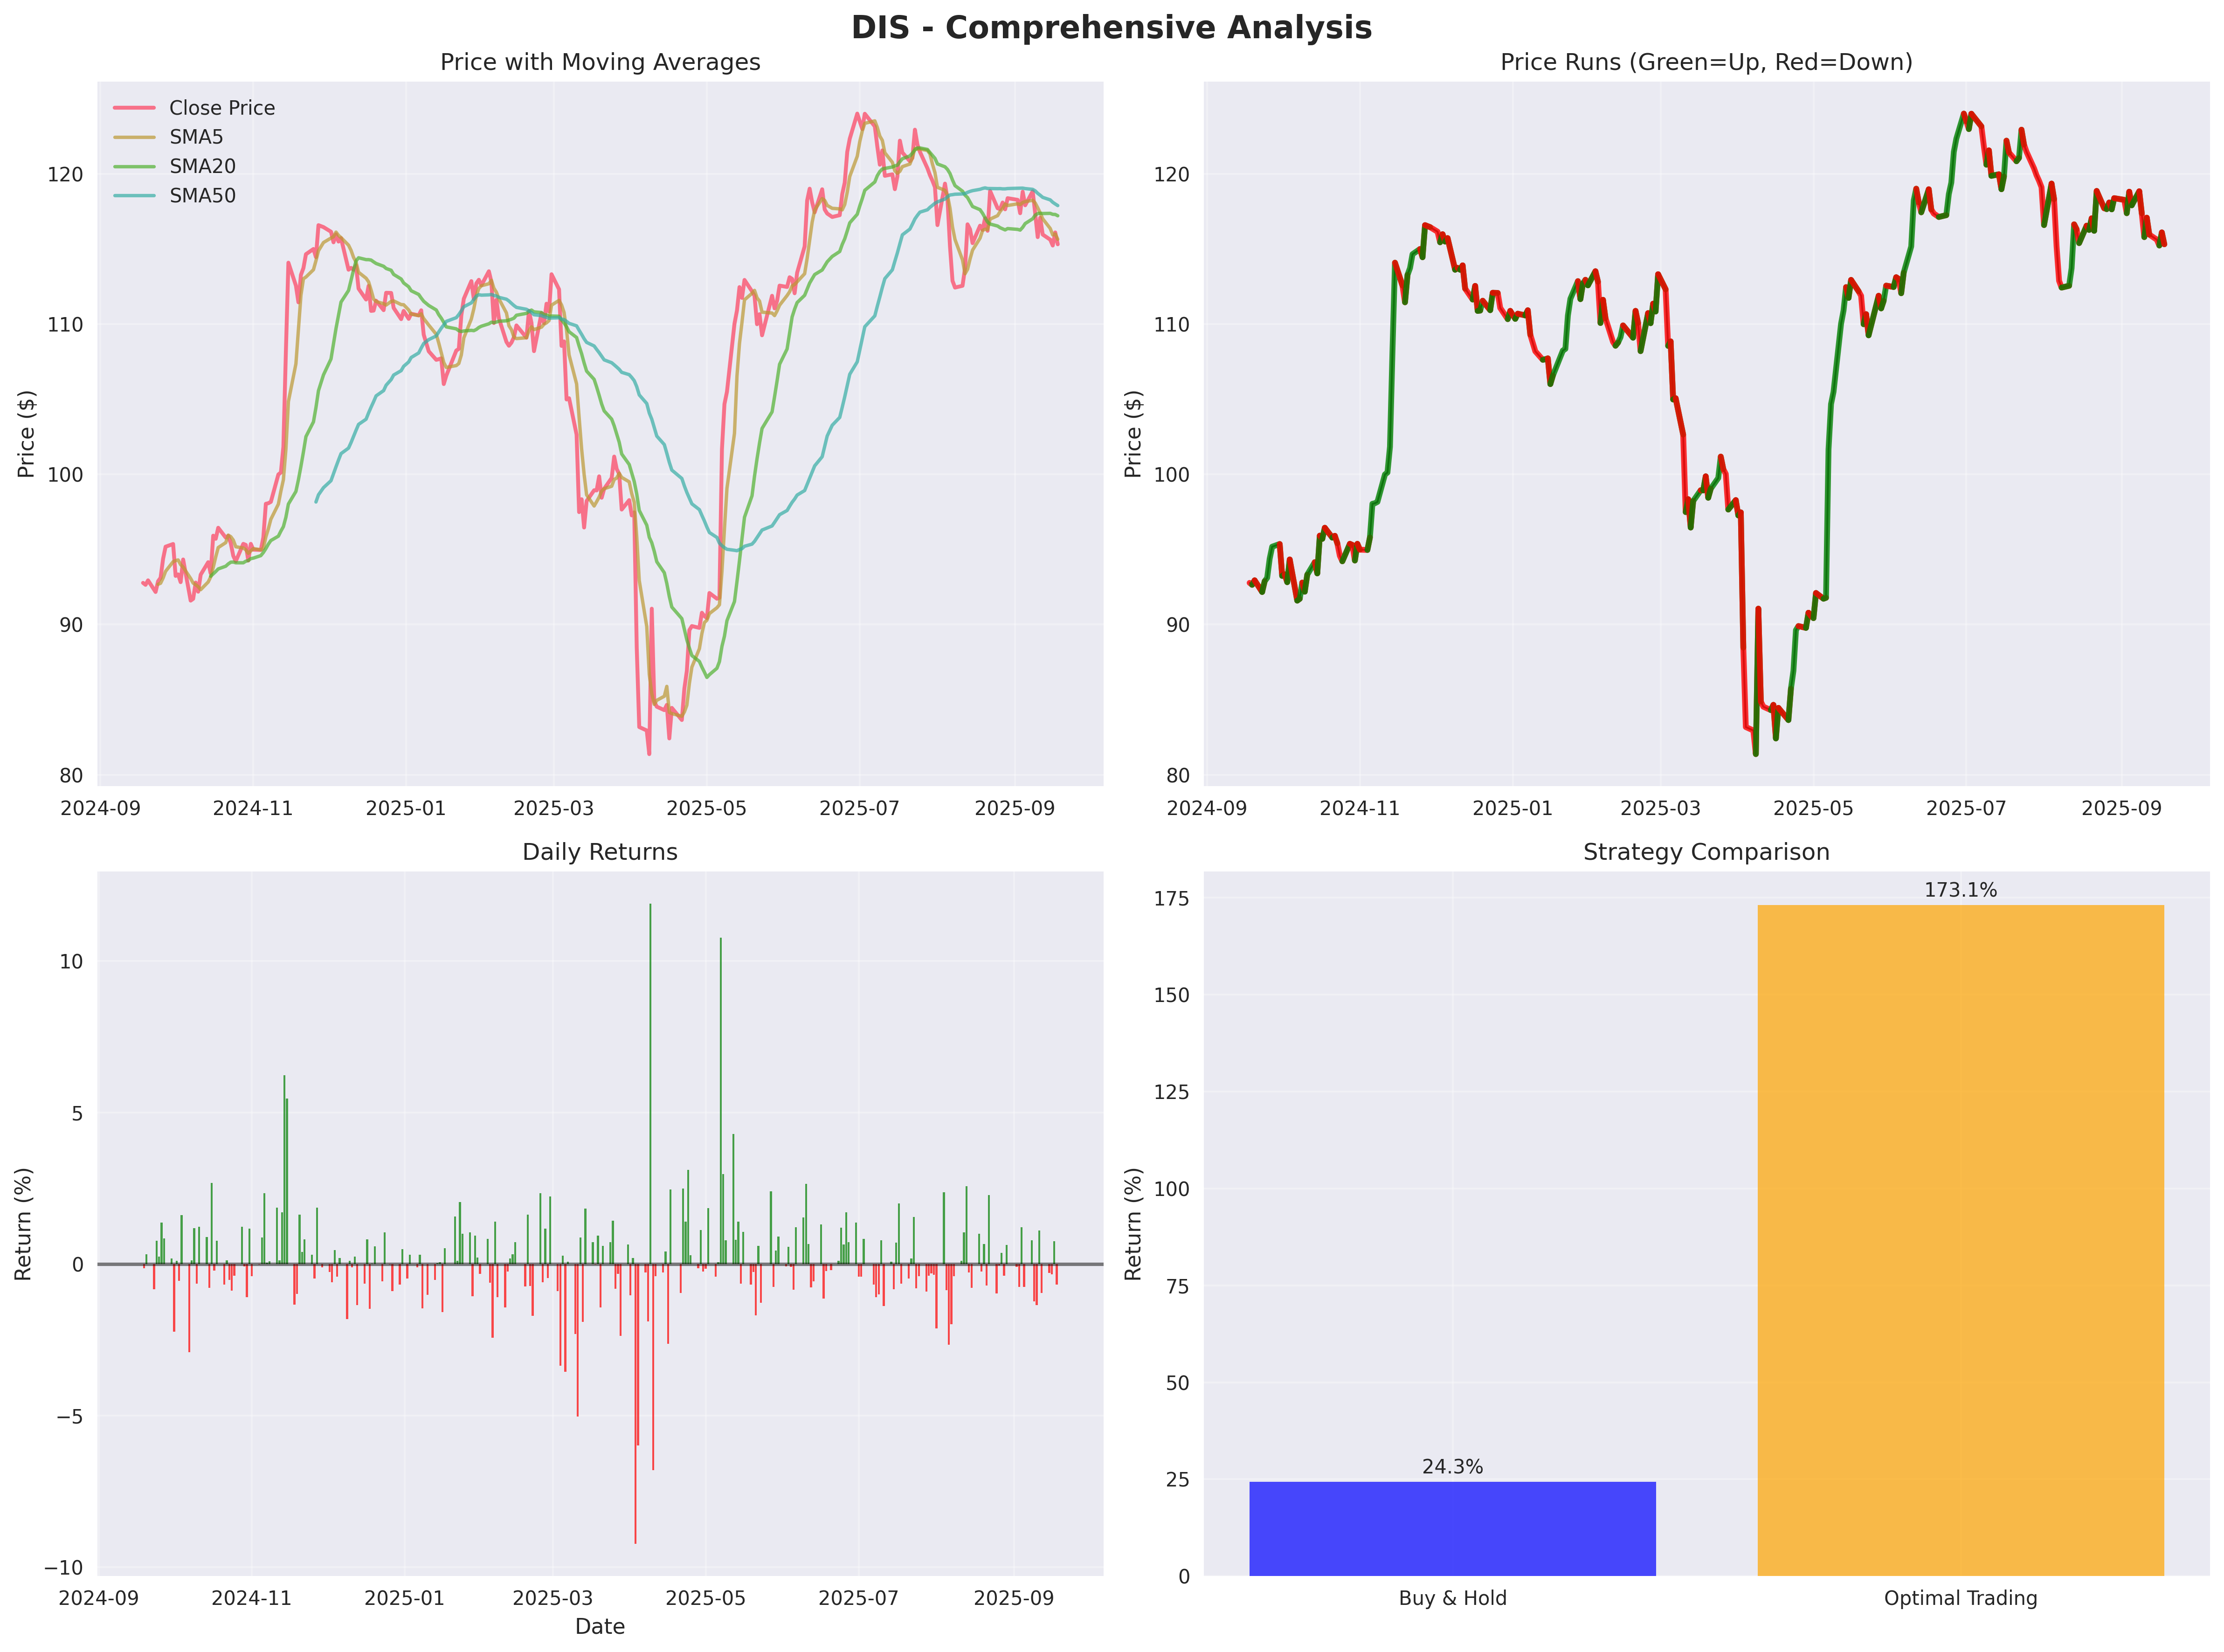 DIS - Comprehensive Analysis
Price with Moving Averages
Close Price
SMA5
SMA20
SMA50
Price ($)
120
110
100
90
80
2024-09
2024-11
2025-01
2025-03
2025-05
2025-07
2025-09
Price Runs (Green=Up, Red=Down)
Price ($)
120
110
100
90
80
2024-09
2024-11
2025-01
2025-03
2025-05
2025-07
2025-09
Daily Returns
Return (%)
10
5
0
−5
−10
2024-09
2024-11
2025-01
2025-03
2025-05
2025-07
2025-09
Date
Strategy Comparison
Return (%)
175
150
125
100
75
50
25
0
24.3%
173.1%
Buy & Hold
Optimal Trading